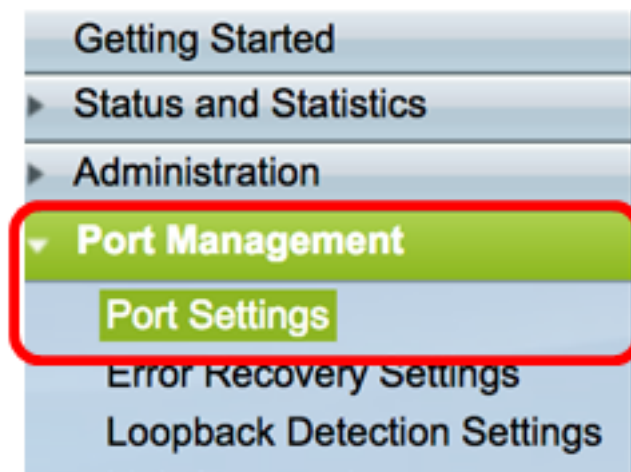 Getting Started
Status and Statistics
Administration
Port Management
Port Settings
Error Recovery Settings
Loopback Detection Settings